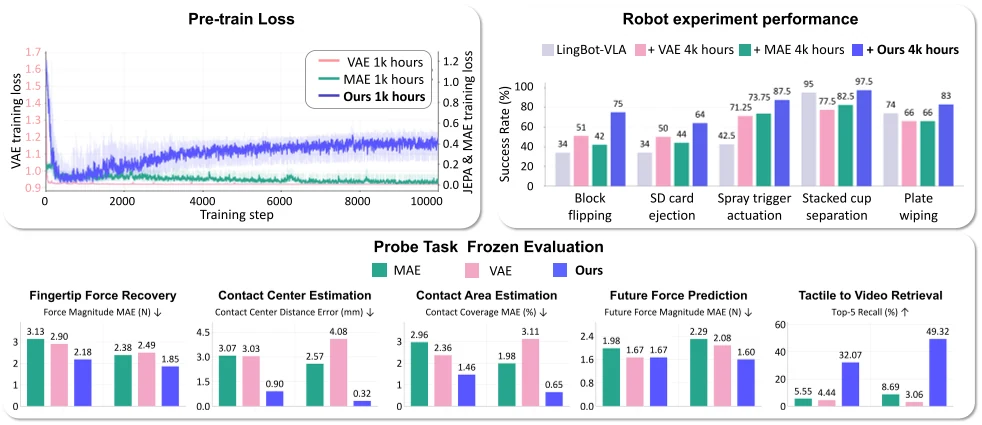 Pre-train Loss
VAE training loss
1.7
1.6
1.5
1.4
1.3
1.2
1.1
1.0
0.9
VAE 1k hours
MAE 1k hours
Ours 1k hours
1.2
1.0
0.8
0.6
0.4
0.2
0.0
JEPA & MAE training loss
0 2000 4000 6000 8000 10000
Training step
Robot experiment performance
LingBot-VLA + VAE 4k hours + MAE 4k hours + Ours 4k hours
Success Rate (%)
100
80
60
40
20
0
34 51 42 75
34 50 44 64
42.5 71.25 73.75 87.5
95 77.5 82.5 97.5
74 66 66 83
Block flipping
SD card ejection
Spray trigger actuation
Stacked cup separation
Plate wiping
Probe Task Frozen Evaluation
MAE VAE Ours
Fingertip Force Recovery
Force Magnitude MAE (N) ↓
3
2
1
0
3.13 2.90 2.18 2.38 2.49 1.85
Contact Center Estimation
Contact Center Distance Error (mm) ↓
4.5
3.0
1.5
0.0
3.07 3.03 0.90 2.57 4.08 0.32
Contact Area Estimation
Contact Coverage MAE (%) ↓
3
2
1
0
2.96 2.36 1.46 1.98 3.11 0.65
Future Force Prediction
Future Force Magnitude MAE (N) ↓
2.4
1.8
1.2
0.6
0.0
1.98 1.67 1.67 2.29 2.08 1.60
Tactile to Video Retrieval
Top-5 Recall (%) ↑
60
40
20
0
5.55 4.44 32.07 8.69 3.06 49.32